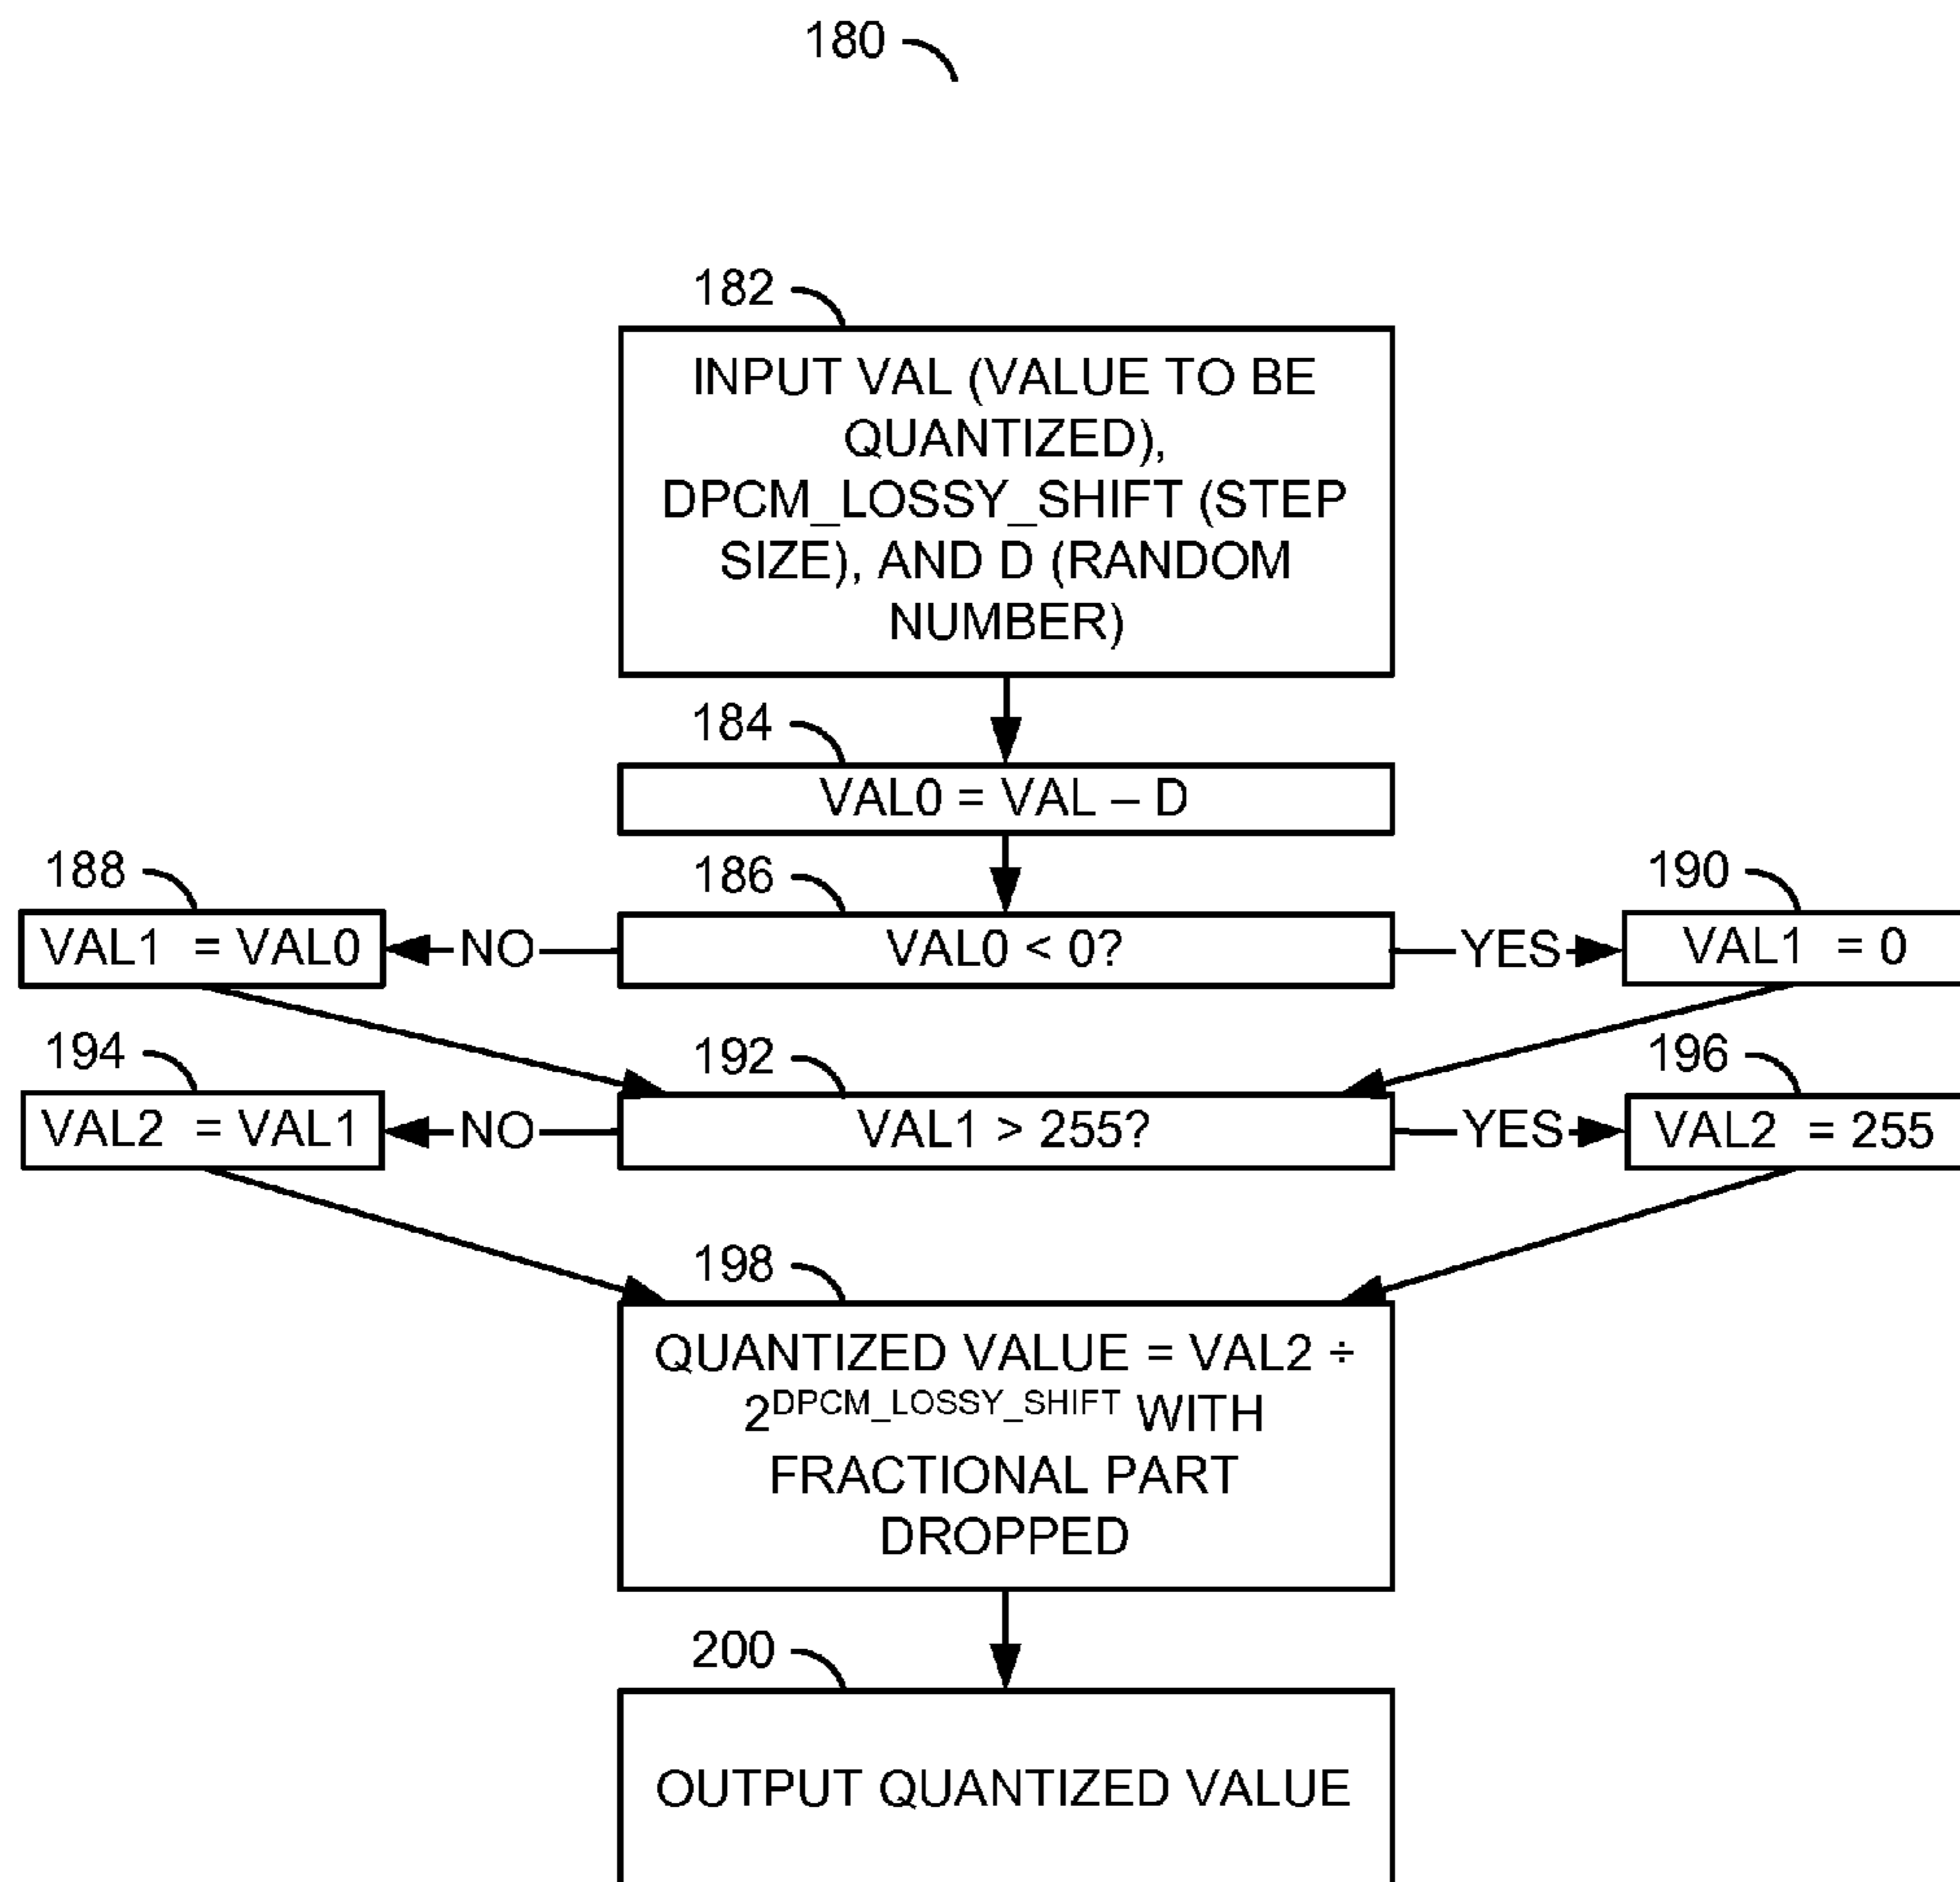 180
182
INPUT VAL (VALUE TO BE
QUANTIZED),
DPCM_LOSSY_SHIFT (STEP
SIZE), AND D (RANDOM
NUMBER)
184
VAL0 = VAL – D
188
186
190
VAL1 = VAL0
NO
VAL0 < 0?
YES
VAL1 = 0
194
192
196
VAL2 = VAL1
NO
VAL1 > 255?
YES
VAL2 = 255
198
QUANTIZED VALUE = VAL2 ÷
2^DPCM_LOSSY_SHIFT WITH
FRACTIONAL PART
DROPPED
200
OUTPUT QUANTIZED VALUE